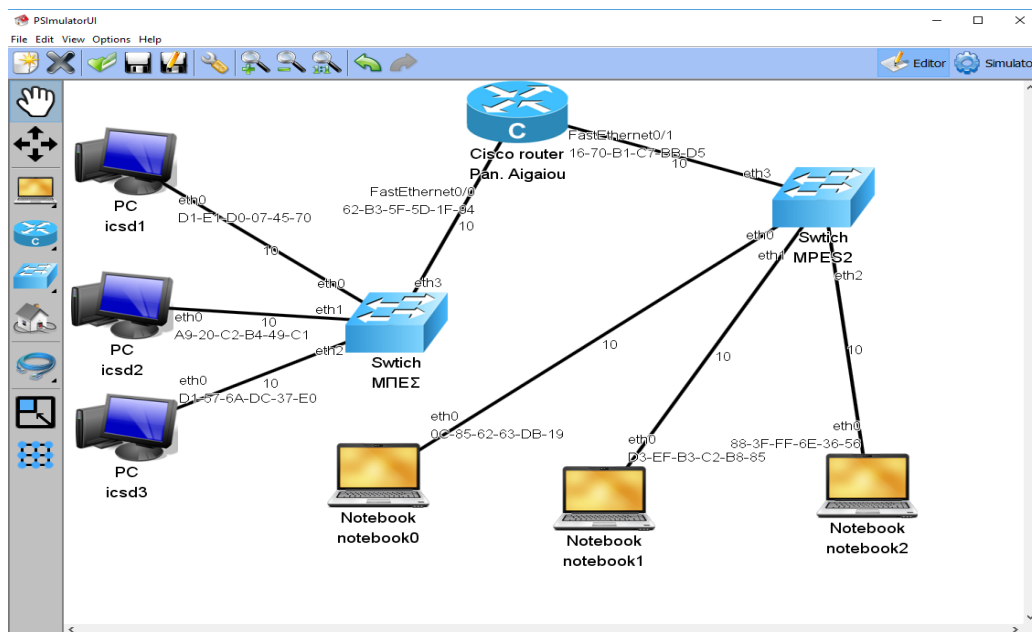 PSImulatorUI
File Edit View Options Help
Editor
Simulato
C
Cisco router
Pan. Aigaiou
FastEthernet0/1
16-70-B1-C7-BB-D5
10
eth3
FastEthernet0/0
62-B3-5F-5D-1F-94
10
eth3
PC
icsd1
eth0
D1-E1-D0-07-45-70
10
eth0
Swtich
MPES2
eth0
eth1
eth2
PC
icsd2
eth0
A9-20-C2-B4-49-C1
10
eth1
Swtich
ΜΠΕΣ
eth2
PC
icsd3
eth0
D1-57-6A-DC-37-E0
10
10
10
10
eth0
0C-85-62-63-DB-19
Notebook
notebook0
eth0
D3-EF-B3-C2-B8-85
Notebook
notebook1
eth0
88-3F-FF-6E-36-56
Notebook
notebook2